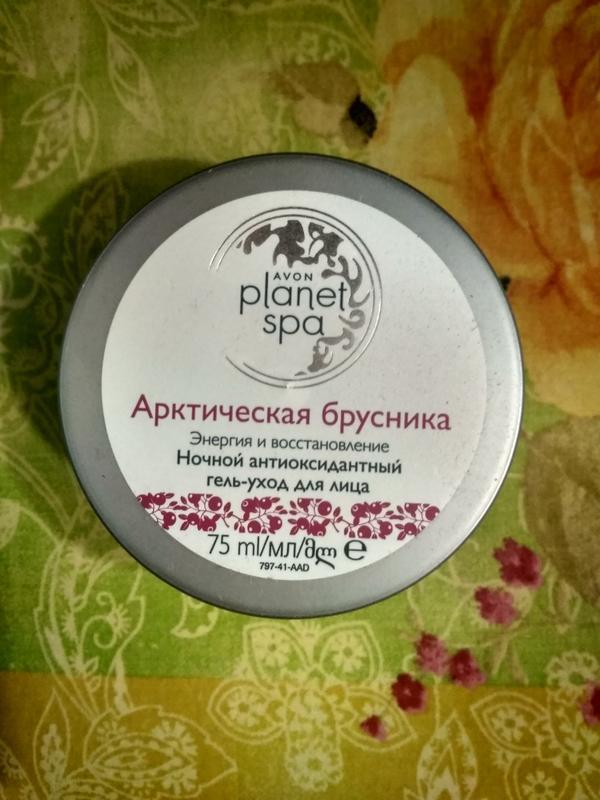 AVON
planet
spa
Арктическая брусника
Энергия и восстановление
Ночной антиоксидантный
гель-уход для лица
75 ml/мл/მლ ℮
797-41-AAD